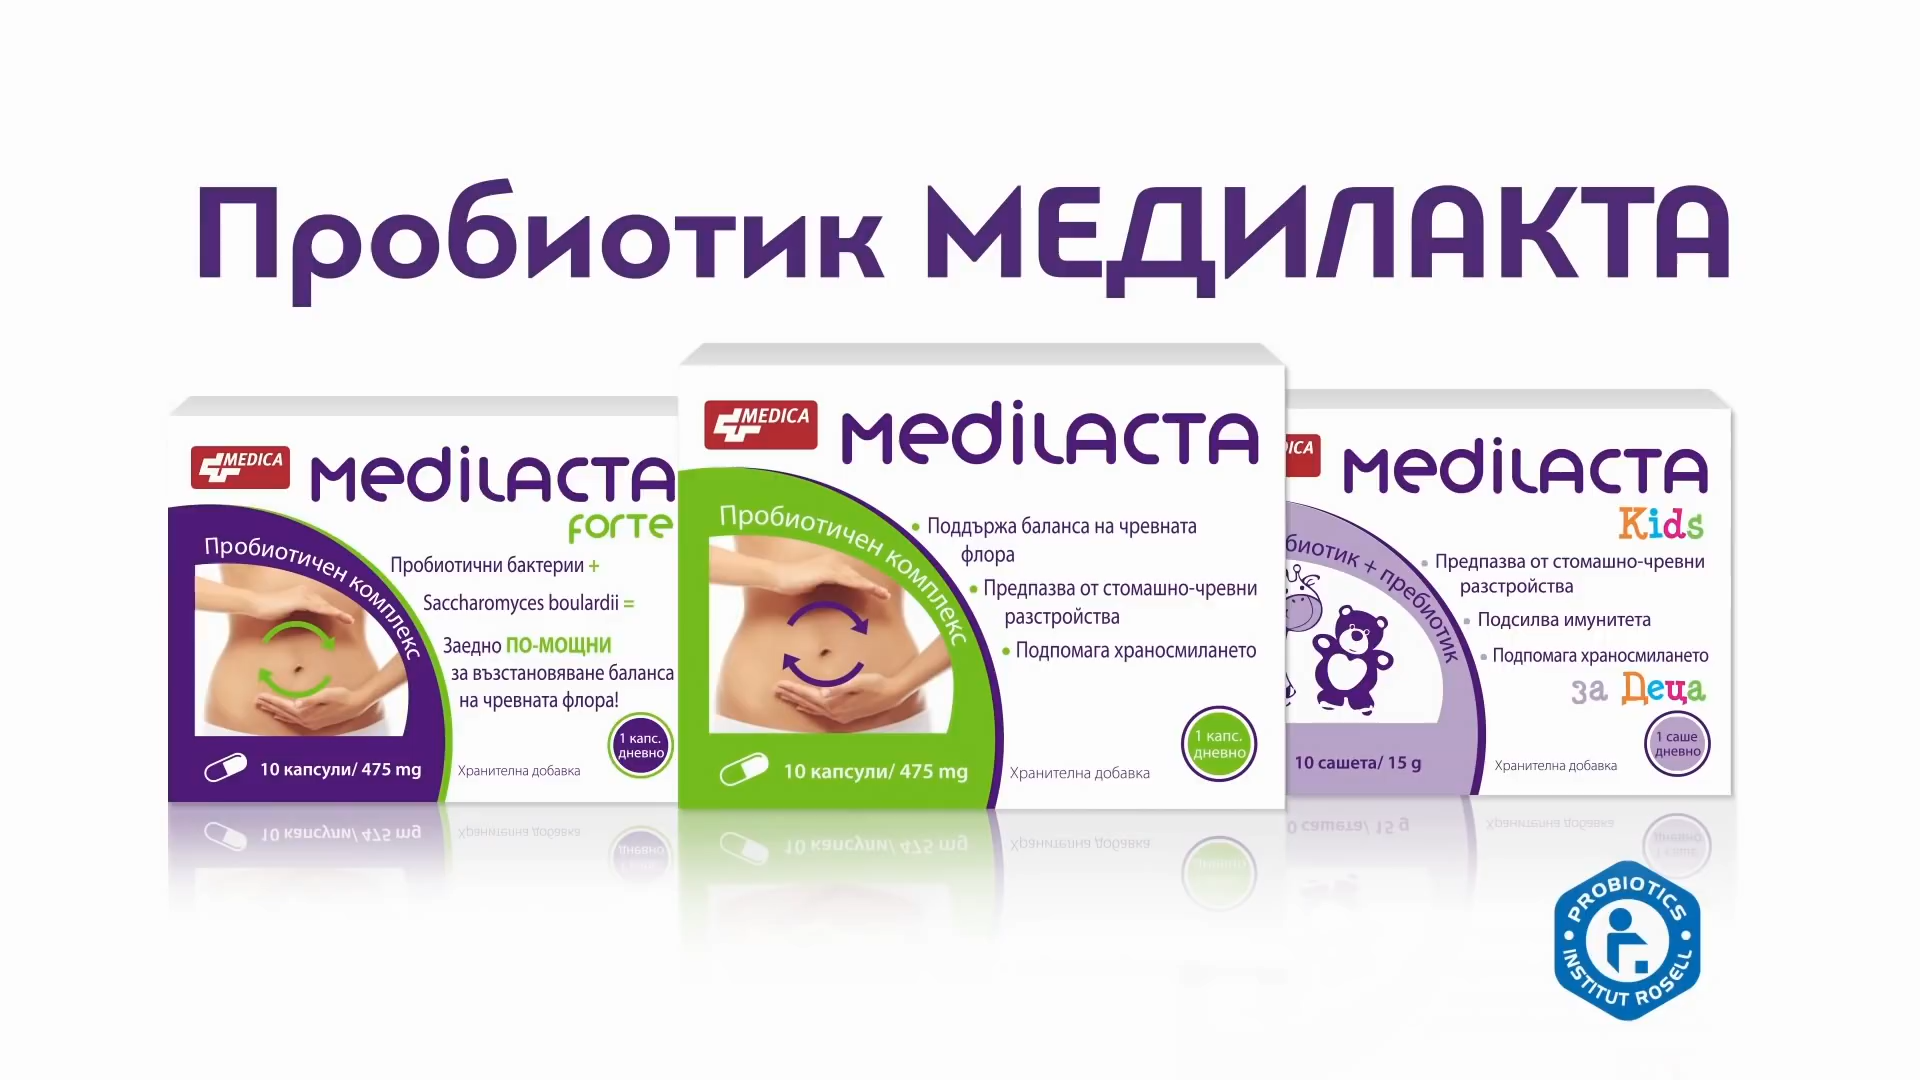 Пробиотик МЕДИЛАКТА
MEDICA
MEDILACTA
FORTE
Пробиотичен комплекс
Пробиотични бактерии +
Saccharomyces boulardii =
Заедно ПО-МОЩНИ
за възстановяване баланса
на чревната флора!
1 капс.
дневно
10 капсули/ 475 mg
Хранителна добавка
MEDICA
MEDILACTA
Пробиотичен комплекс
• Поддържа баланса на чревната
флора
• Предпазва от стомашно-чревни
разстройства
• Подпомага храносмилането
1 капс.
дневно
10 капсули/ 475 mg
Хранителна добавка
ICA
MEDILACTA
Kids
биотик + пребиотик
• Предпазва от стомашно-чревни
разстройства
• Подсилва имунитета
• Подпомага храносмилането
за Деца
1 саше
дневно
10 сашета/ 15 g
Хранителна добавка
PROBIOTICS
INSTITUT ROSELL